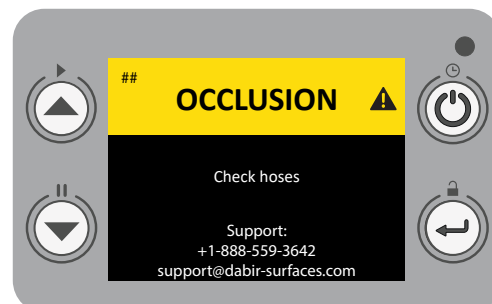 ##
OCCLUSION
Check hoses
Support:
+1-888-559-3642
support@dabir-surfaces.com